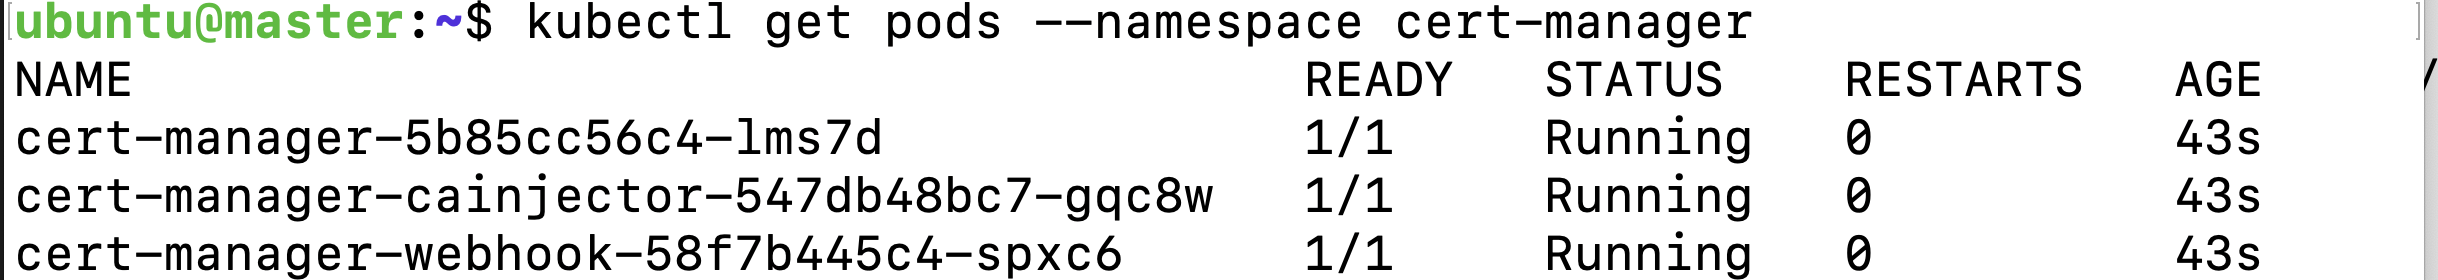 ubuntu@master:~$ kubectl get pods --namespace cert-manager
NAME READY STATUS RESTARTS AGE
cert-manager-5b85cc56c4-lms7d 1/1 Running 0 43s
cert-manager-cainjector-547db48bc7-gqc8w 1/1 Running 0 43s
cert-manager-webhook-58f7b445c4-spxc6 1/1 Running 0 43s